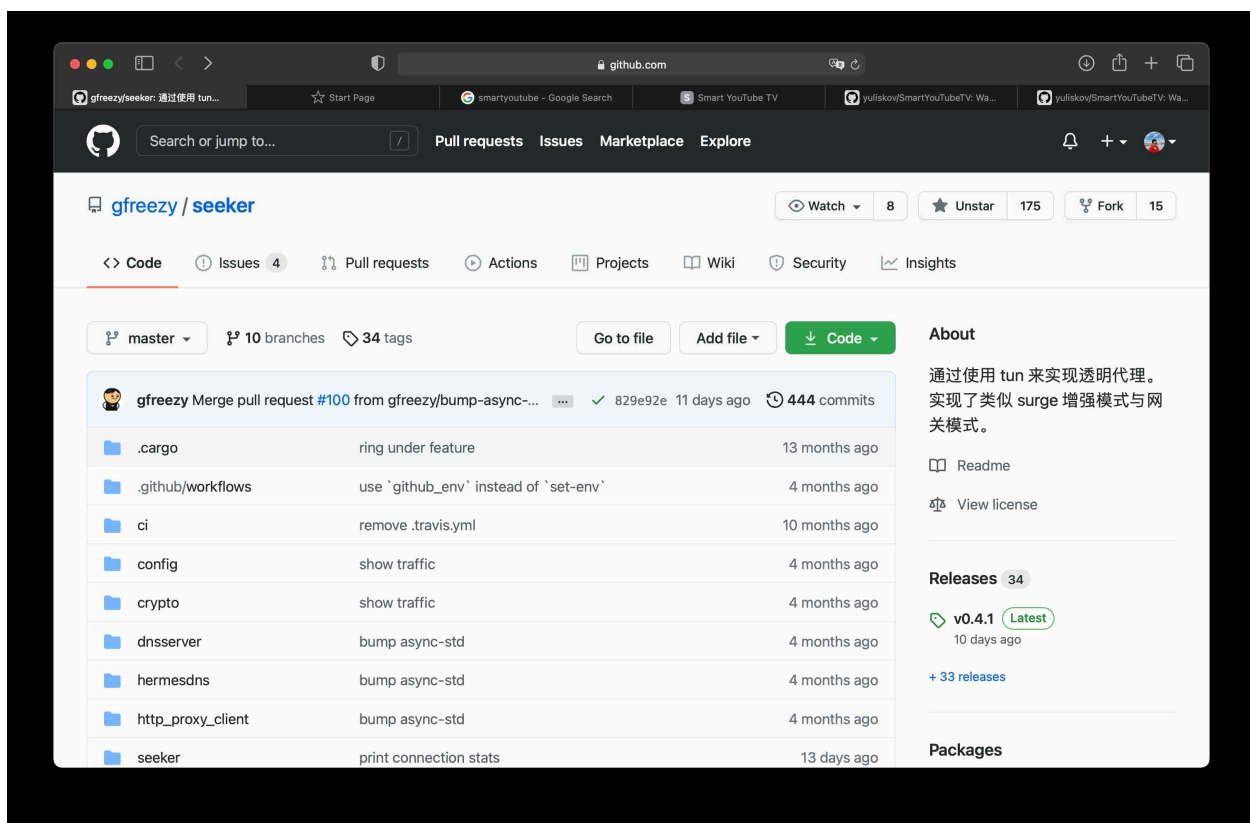 github.com
gfreezy/seeker: 通过使用 tun...
Start Page
smartyoutube - Google Search
S Smart YouTube TV
yuliskov/SmartYouTubeTV: Wa...
yuliskov/SmartYouTubeTV: Wa...
Search or jump to... /
Pull requests Issues Marketplace Explore
gfreezy / seeker
Watch 8 Unstar 175 Fork 15
Code Issues 4 Pull requests Actions Projects Wiki Security Insights
master 10 branches 34 tags Go to file Add file Code
gfreezy Merge pull request #100 from gfreezy/bump-async-... ... 829e92e 11 days ago 444 commits
.cargo ring under feature 13 months ago
.github/workflows use `github_env` instead of `set-env` 4 months ago
ci remove .travis.yml 10 months ago
config show traffic 4 months ago
crypto show traffic 4 months ago
dnsserver bump async-std 4 months ago
hermesdns bump async-std 4 months ago
http_proxy_client bump async-std 4 months ago
seeker print connection stats 13 days ago
About
通过使用 tun 来实现透明代理。
实现了类似 surge 增强模式与网
关模式。
Readme
View license
Releases 34
v0.4.1 Latest
10 days ago
+ 33 releases
Packages